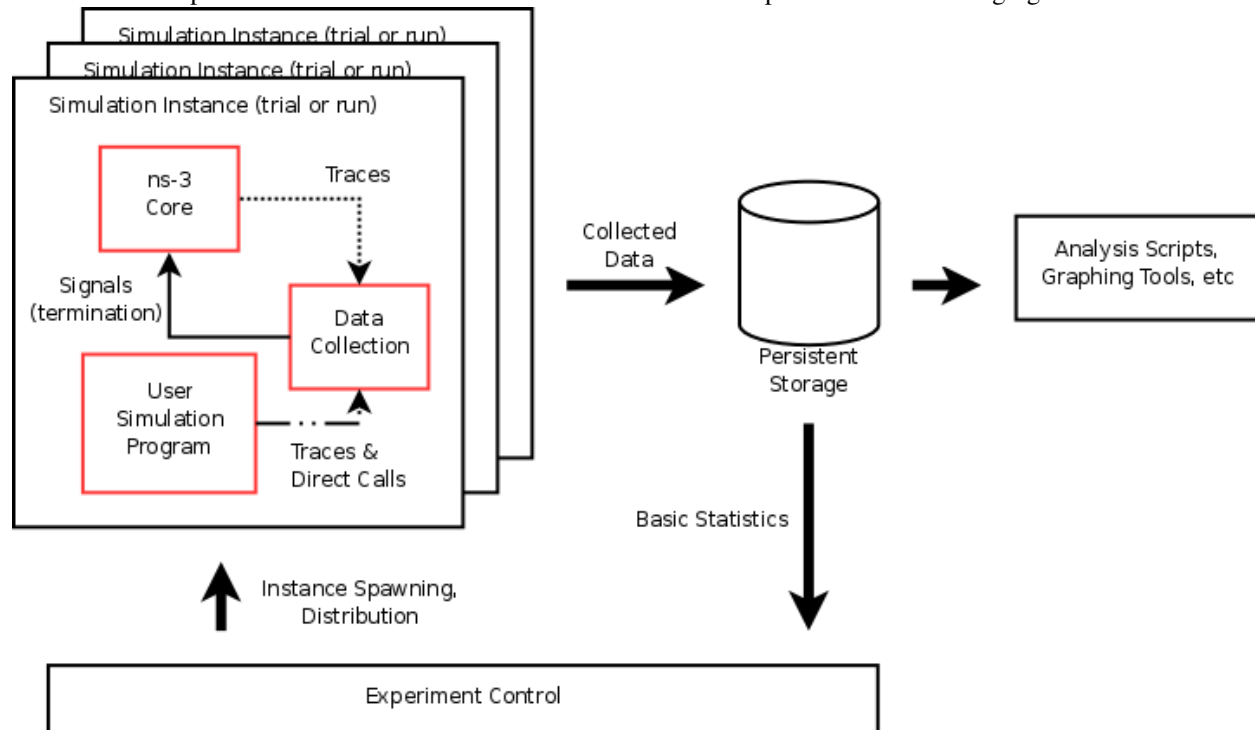 Simulation Instance (trial or run)
Simulation Instance (trial or run)
Simulation Instance (trial or run)
ns-3
Core
Traces
Signals
(termination)
Data
Collection
User
Simulation
Program
Traces &
Direct Calls
Collected
Data
Persistent
Storage
Analysis Scripts,
Graphing Tools, etc
Basic Statistics
Instance Spawning,
Distribution
Experiment Control